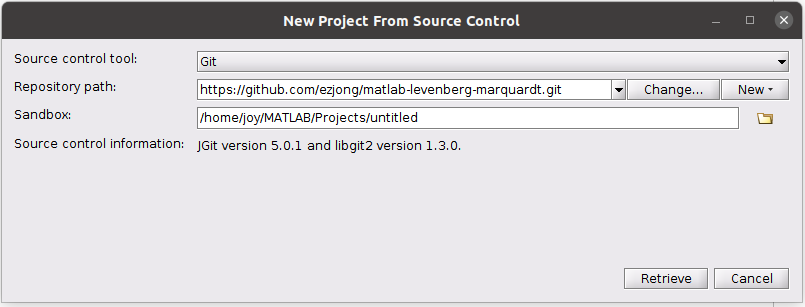 New Project From Source Control
Source control tool: Git
Repository path: https://github.com/ezjong/matlab-levenberg-marquardt.git Change... New
Sandbox: /home/joy/MATLAB/Projects/untitled
Source control information: JGit version 5.0.1 and libgit2 version 1.3.0.
Retrieve Cancel